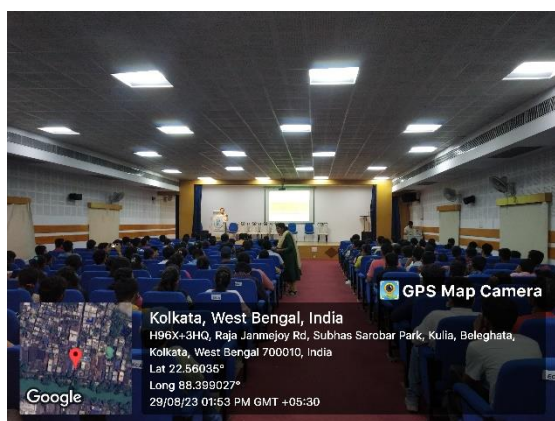 GPS Map Camera
Kolkata, West Bengal, India
H96X+3HQ, Raja Janmejoy Rd, Subhas Sarobar Park, Kulia, Beleghata,
Kolkata, West Bengal 700010, India
Lat 22.56035°
Long 88.399027°
29/08/23 01:53 PM GMT +05:30
Google